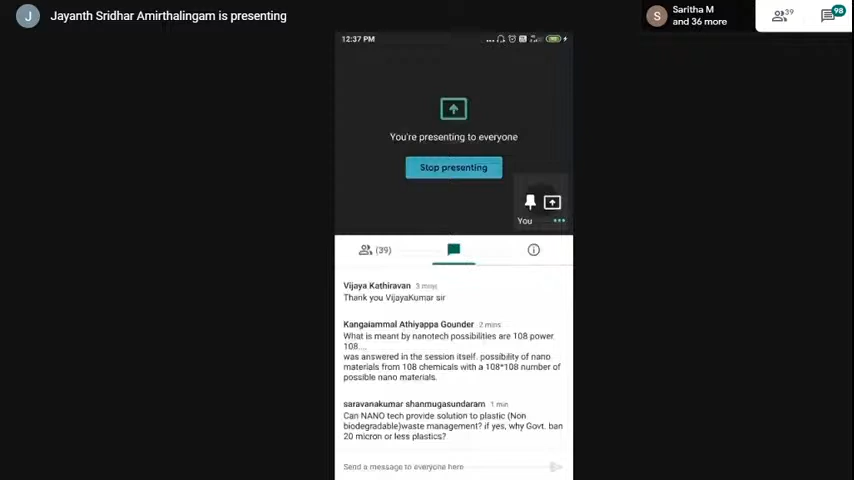 J Jayanth Sridhar Amirthalingam is presenting
S Saritha M
and 36 more
39
98
12:37 PM
You're presenting to everyone
Stop presenting
You
(39)
Vijaya Kathiravan 3 mins
Thank you VijayaKumar sir
Kangaiammal Athiyappa Gounder 2 mins
What is meant by nanotech possibilities are 108 power
108....
was answered in the session itself. possibility of nano
materials from 108 chemicals with a 108*108 number of
possible nano materials.
saravanakumar shanmugasundaram 1 min
Can NANO tech provide solution to plastic (Non
biodegradable)waste management? if yes, why Govt. ban
20 micron or less plastics?
Send a message to everyone here